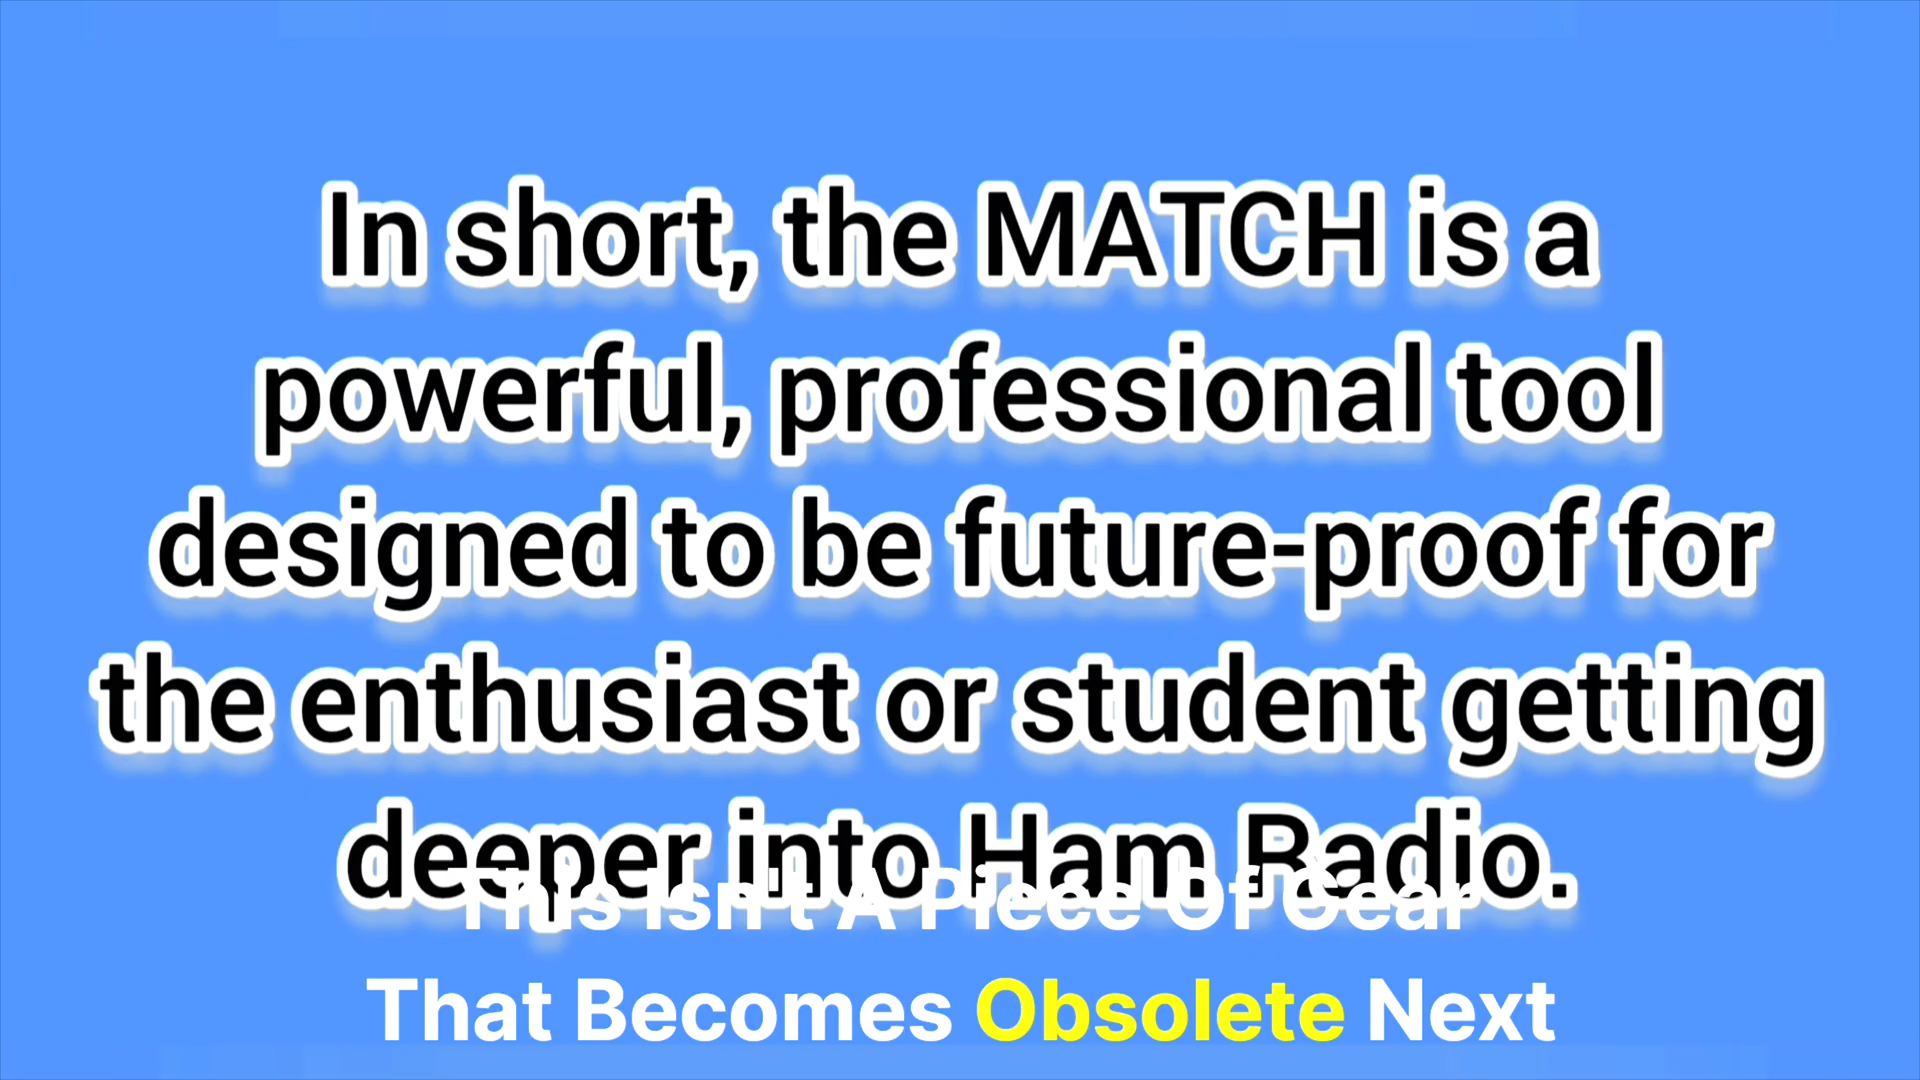 In short, the MATCH is a
powerful, professional tool
designed to be future-proof for
the enthusiast or student getting
deeper into Ham Radio.
This Isn't A Piece Of Gear
That Becomes Obsolete Next